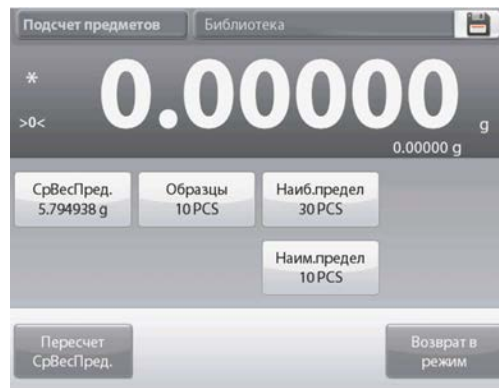 Подсчет предметов
Библиотека
*
>0<
0.00000 g
0.00000 g
СрВесПред.
5.794938 g
Образцы
10 PCS
Наиб.предел
30 PCS
Наим.предел
10 PCS
Пересчет
СрВесПред.
Возврат в
режим